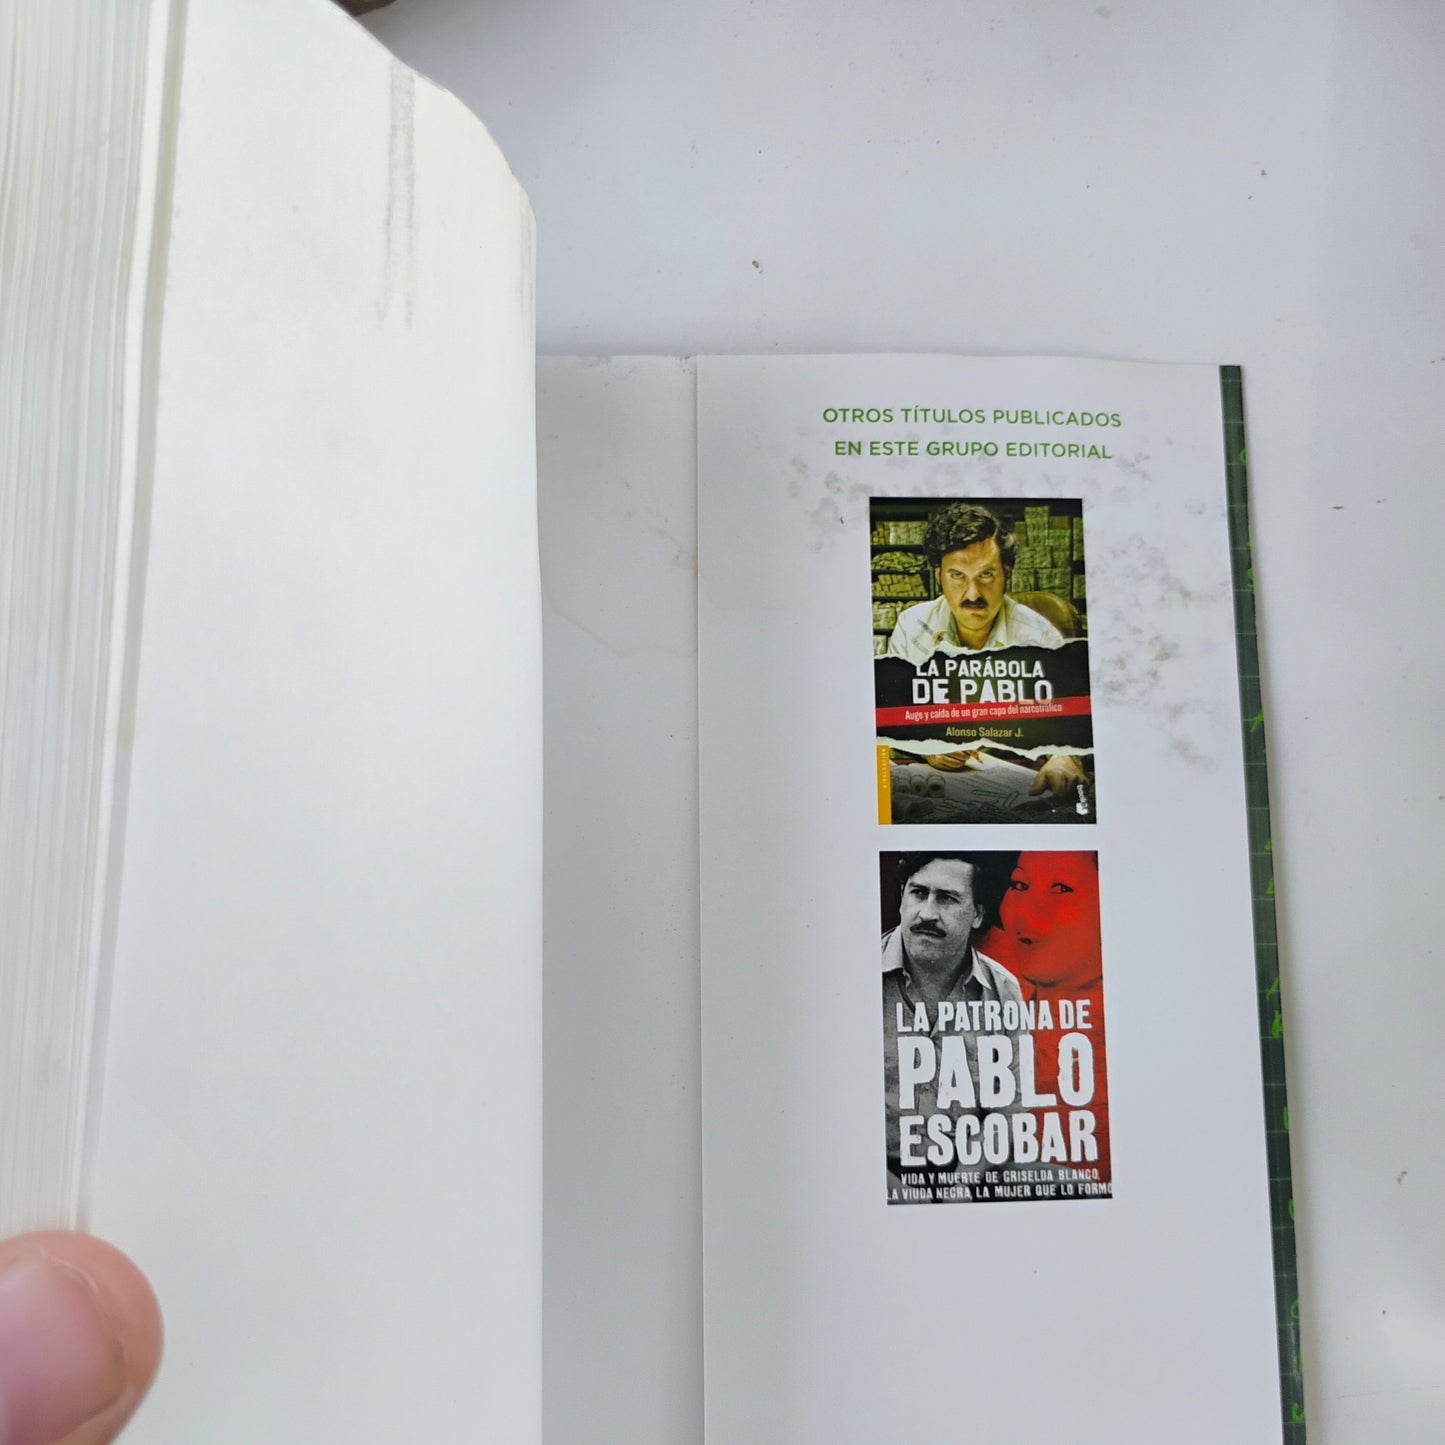 OTROS TÍTULOS PUBLICADOS
EN ESTE GRUPO EDITORIAL
LA PARÁBOLA
DE PABLO
Auge y caída de un gran capo del narcotráfico
Alonso Salazar J.
DIVULGACIÓN
booket
LA PATRONA DE
PABLO
ESCOBAR
VIDA Y MUERTE DE GRISELDA BLANCO,
LA VIUDA NEGRA, LA MUJER QUE LO FORMÓ